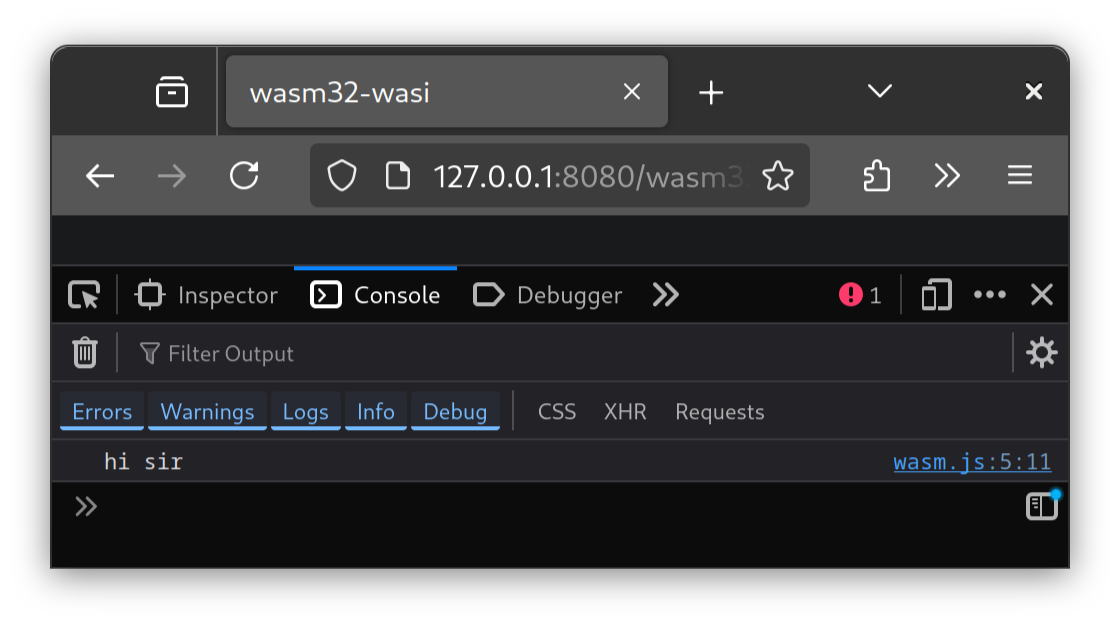 wasm32-wasi
127.0.0.1:8080/wasm3
Inspector Console Debugger 1
Filter Output
Errors Warnings Logs Info Debug CSS XHR Requests
hi sir wasm.js:5:11